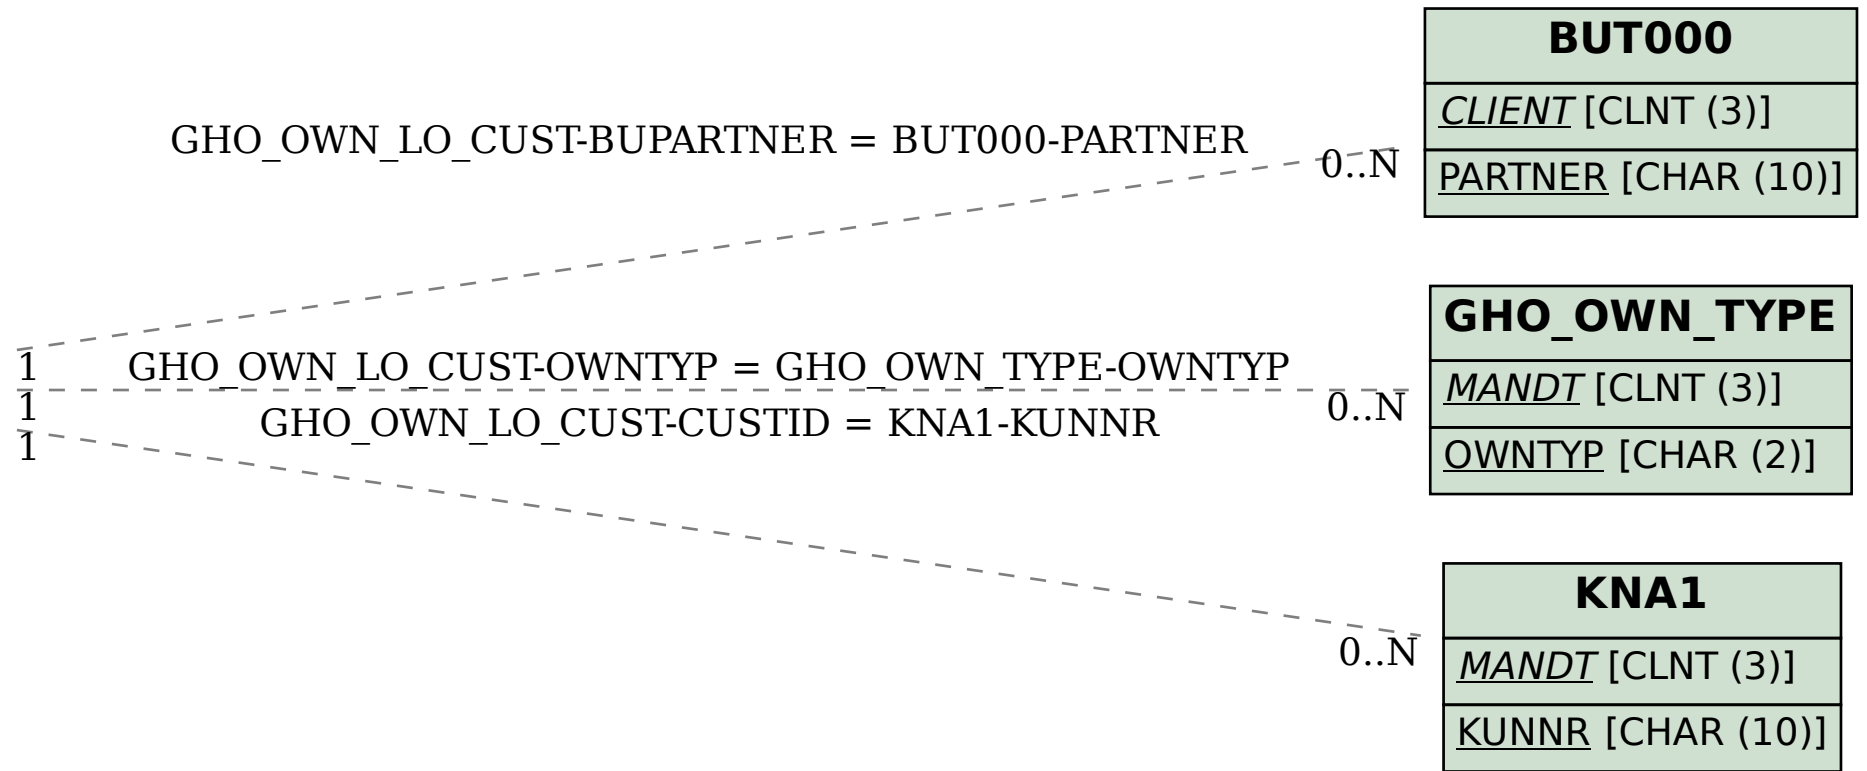 BUT000
CLIENT [CLNT (3)]
GHO_OWN_LO_CUST-BUPARTNER = BUT000-PARTNER
0..N
PARTNER [CHAR (10)]
GHO_OWN_TYPE
1
GHO_OWN_LO_CUST-OWNTYP = GHO_OWN_TYPE-OWNTYP
MANDT [CLNT (3)]
1
0..N
GHO_OWN_LO_CUST-CUSTID = KNA1-KUNNR
1
OWNTYP [CHAR (2)]
KNA1
0..N
MANDT [CLNT (3)]
KUNNR [CHAR (10)]